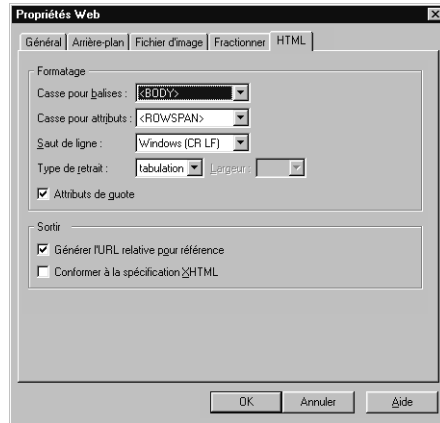 Propriétés Web
Général Arrière-plan Fichier d'image Fractionner HTML
Formatage
Casse pour balises : <BODY>
Casse pour attributs : <ROWSPAN>
Saut de ligne : Windows (CR LF)
Type de retrait : tabulation Largeur :
Attributs de quote
Sortir
Générer l'URL relative pour référence
Conformer à la spécification XHTML
OK Annuler Aide